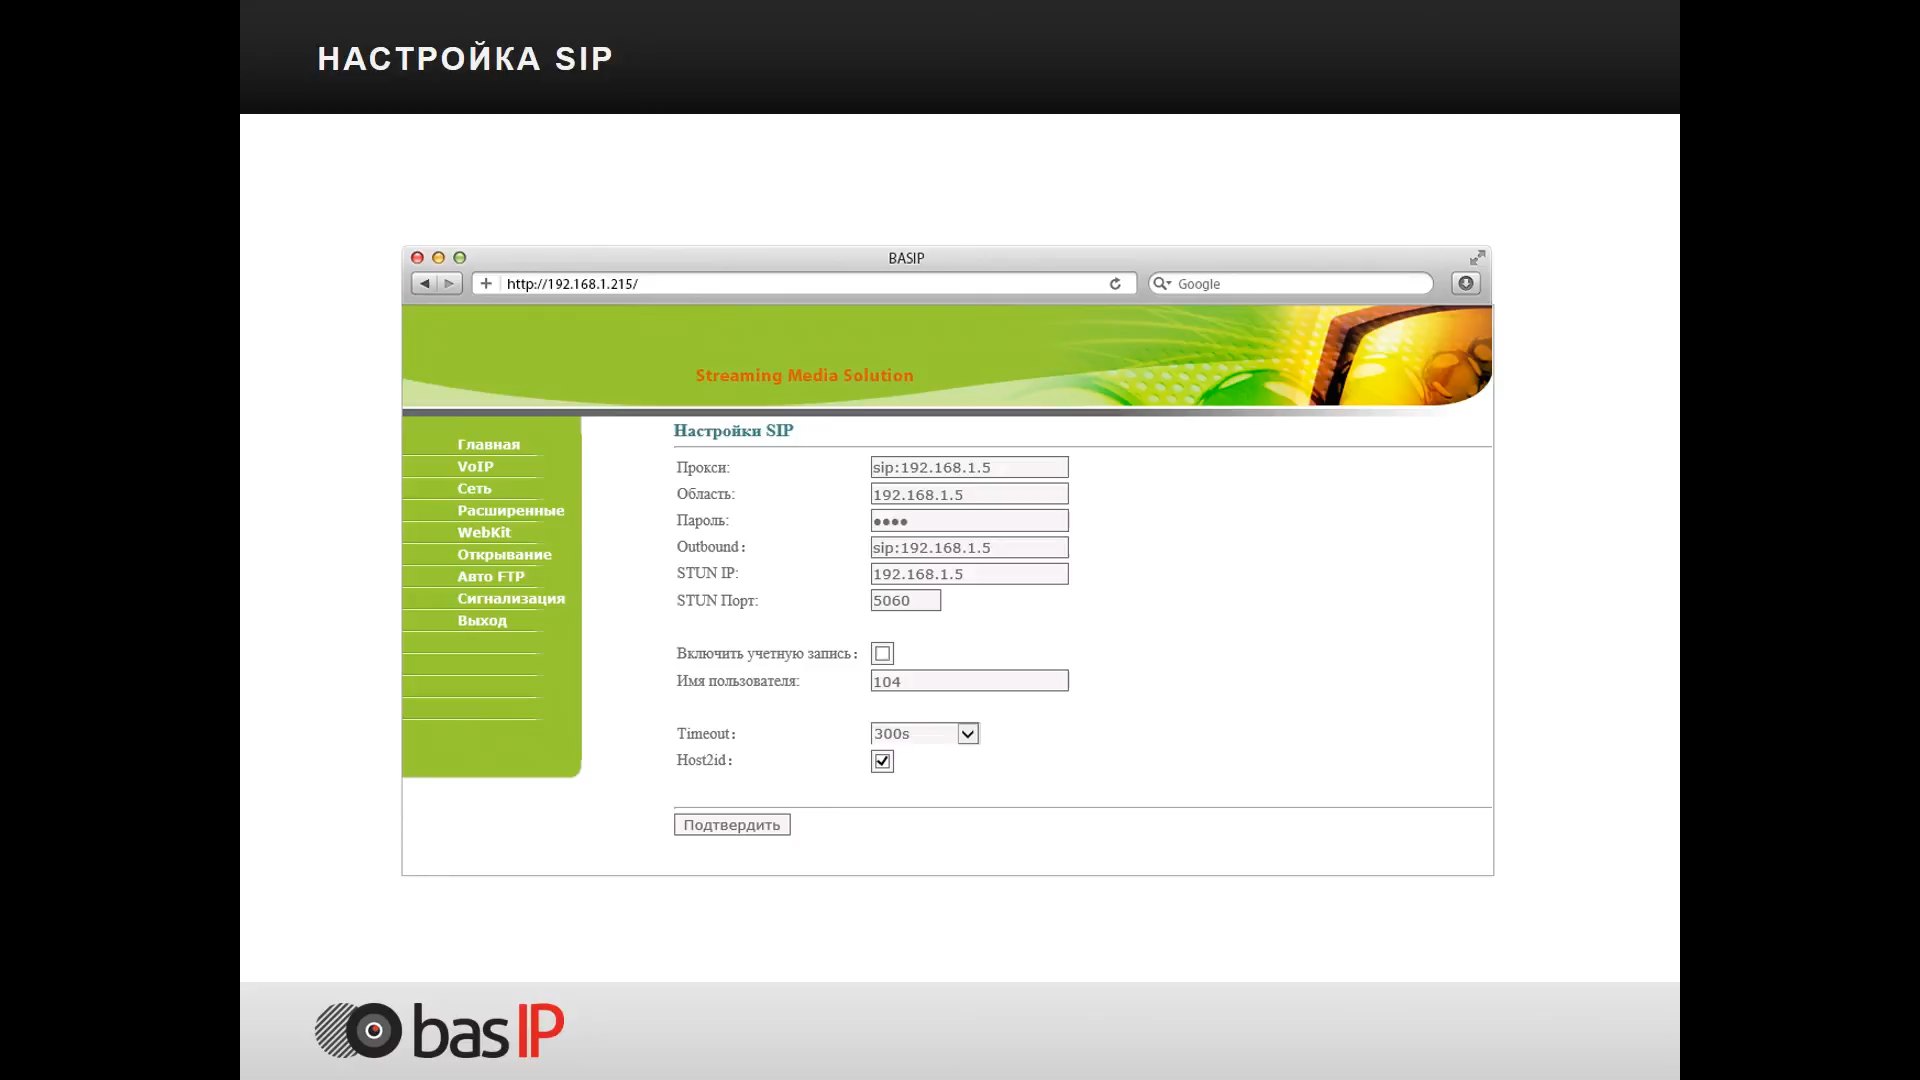 НАСТРОЙКА SIP
BASIP
http://192.168.1.215/
Google
Streaming Media Solution
Главная
VoIP
Сеть
Расширенные
WebKit
Открывание
Авто FTP
Сигнализация
Выход
Настройки SIP
Прокси: sip:192.168.1.5
Область: 192.168.1.5
Пароль: ●●●●
Outbound: sip:192.168.1.5
STUN IP: 192.168.1.5
STUN Порт: 5060
Включить учетную запись:
Имя пользователя: 104
Timeout: 300s
Host2id:
Подтвердить
basIP